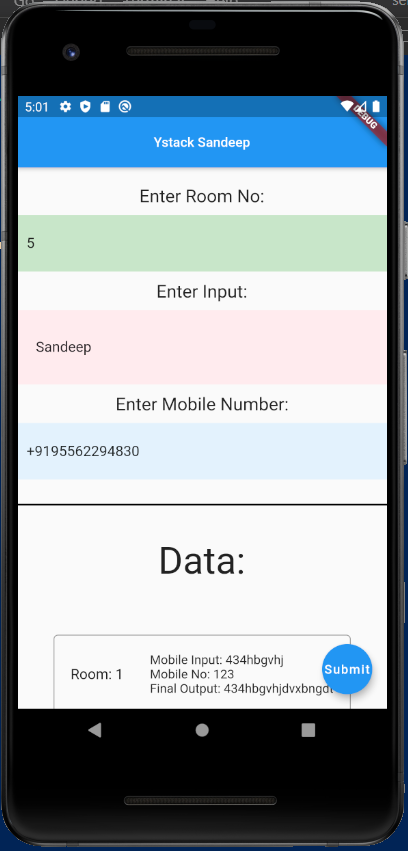 5:01
DEBUG
Ystack Sandeep
Enter Room No:
5
Enter Input:
Sandeep
Enter Mobile Number:
+9195562294830
Data:
Room: 1
Mobile Input: 434hbgvhj
Mobile No: 123
Final Output: 434hbgvhjdvxbngdt
Submit